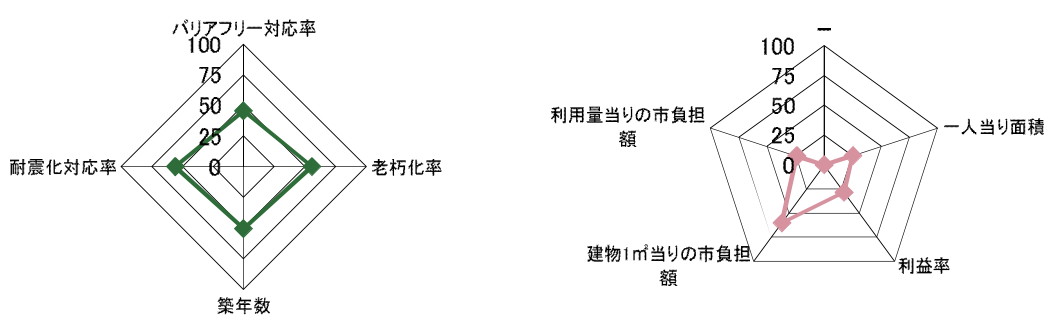 バリアフリー対応率
100
75
50
25
0
耐震化対応率
老朽化率
築年数
ー
100
75
50
25
0
利用量当りの市負担
額
一人当り面積
建物1㎡当りの市負担
額
利益率